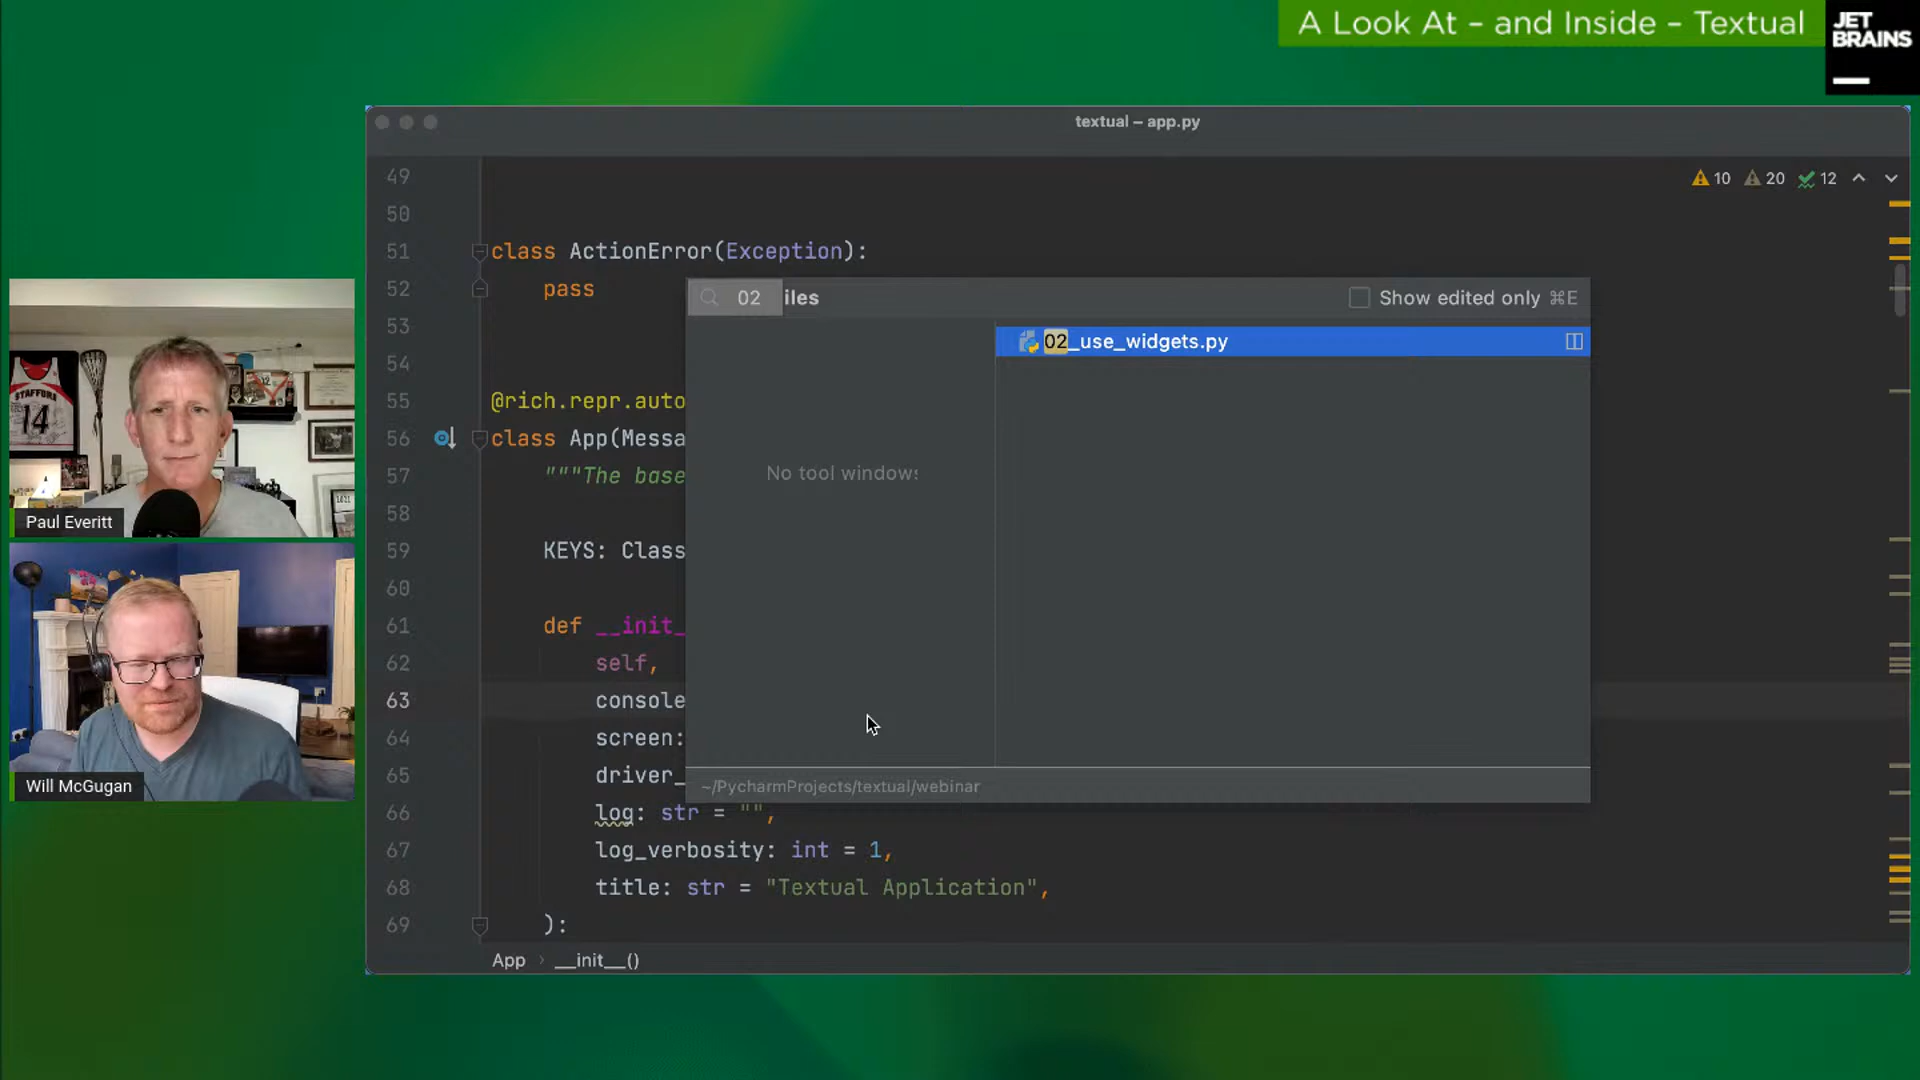 A Look At – and Inside – Textual
JET
BRAINS
textual – app.py
49
10 20 12
50
51 class ActionError(Exception):
52 pass
02 iles
Show edited only ⌘E
53
02_use_widgets.py
54
55 @rich.repr.auto
56 class App(Messa
57 """The base
No tool window
58
59 KEYS: Class
60
61 def __init_
62 self,
63 console
64 screen:
65 driver_
~/PycharmProjects/textual/webinar
66 log: str = "",
67 log_verbosity: int = 1,
68 title: str = "Textual Application",
69 ):
App › __init__()
STAFFORD
14
Paul Everitt
Will McGugan